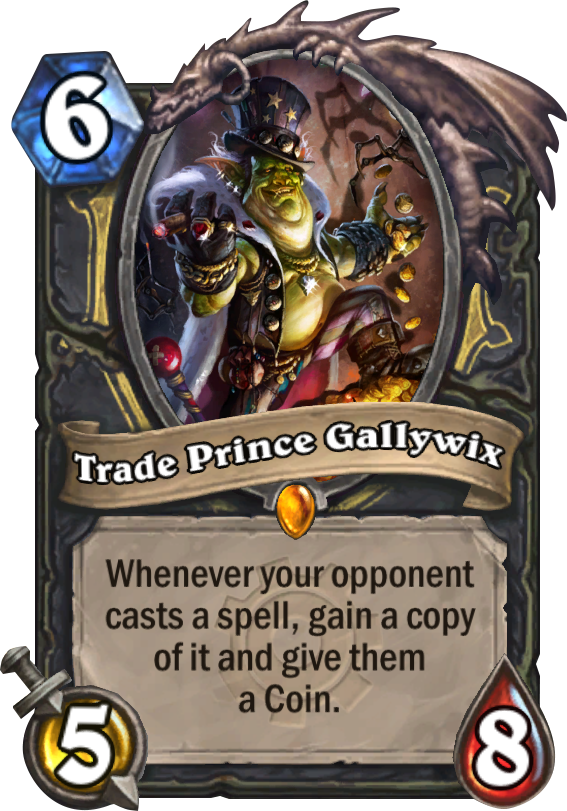 6
Trade Prince Gallywix
Whenever your opponent
casts a spell, gain a copy
of it and give them
a Coin.
5
8